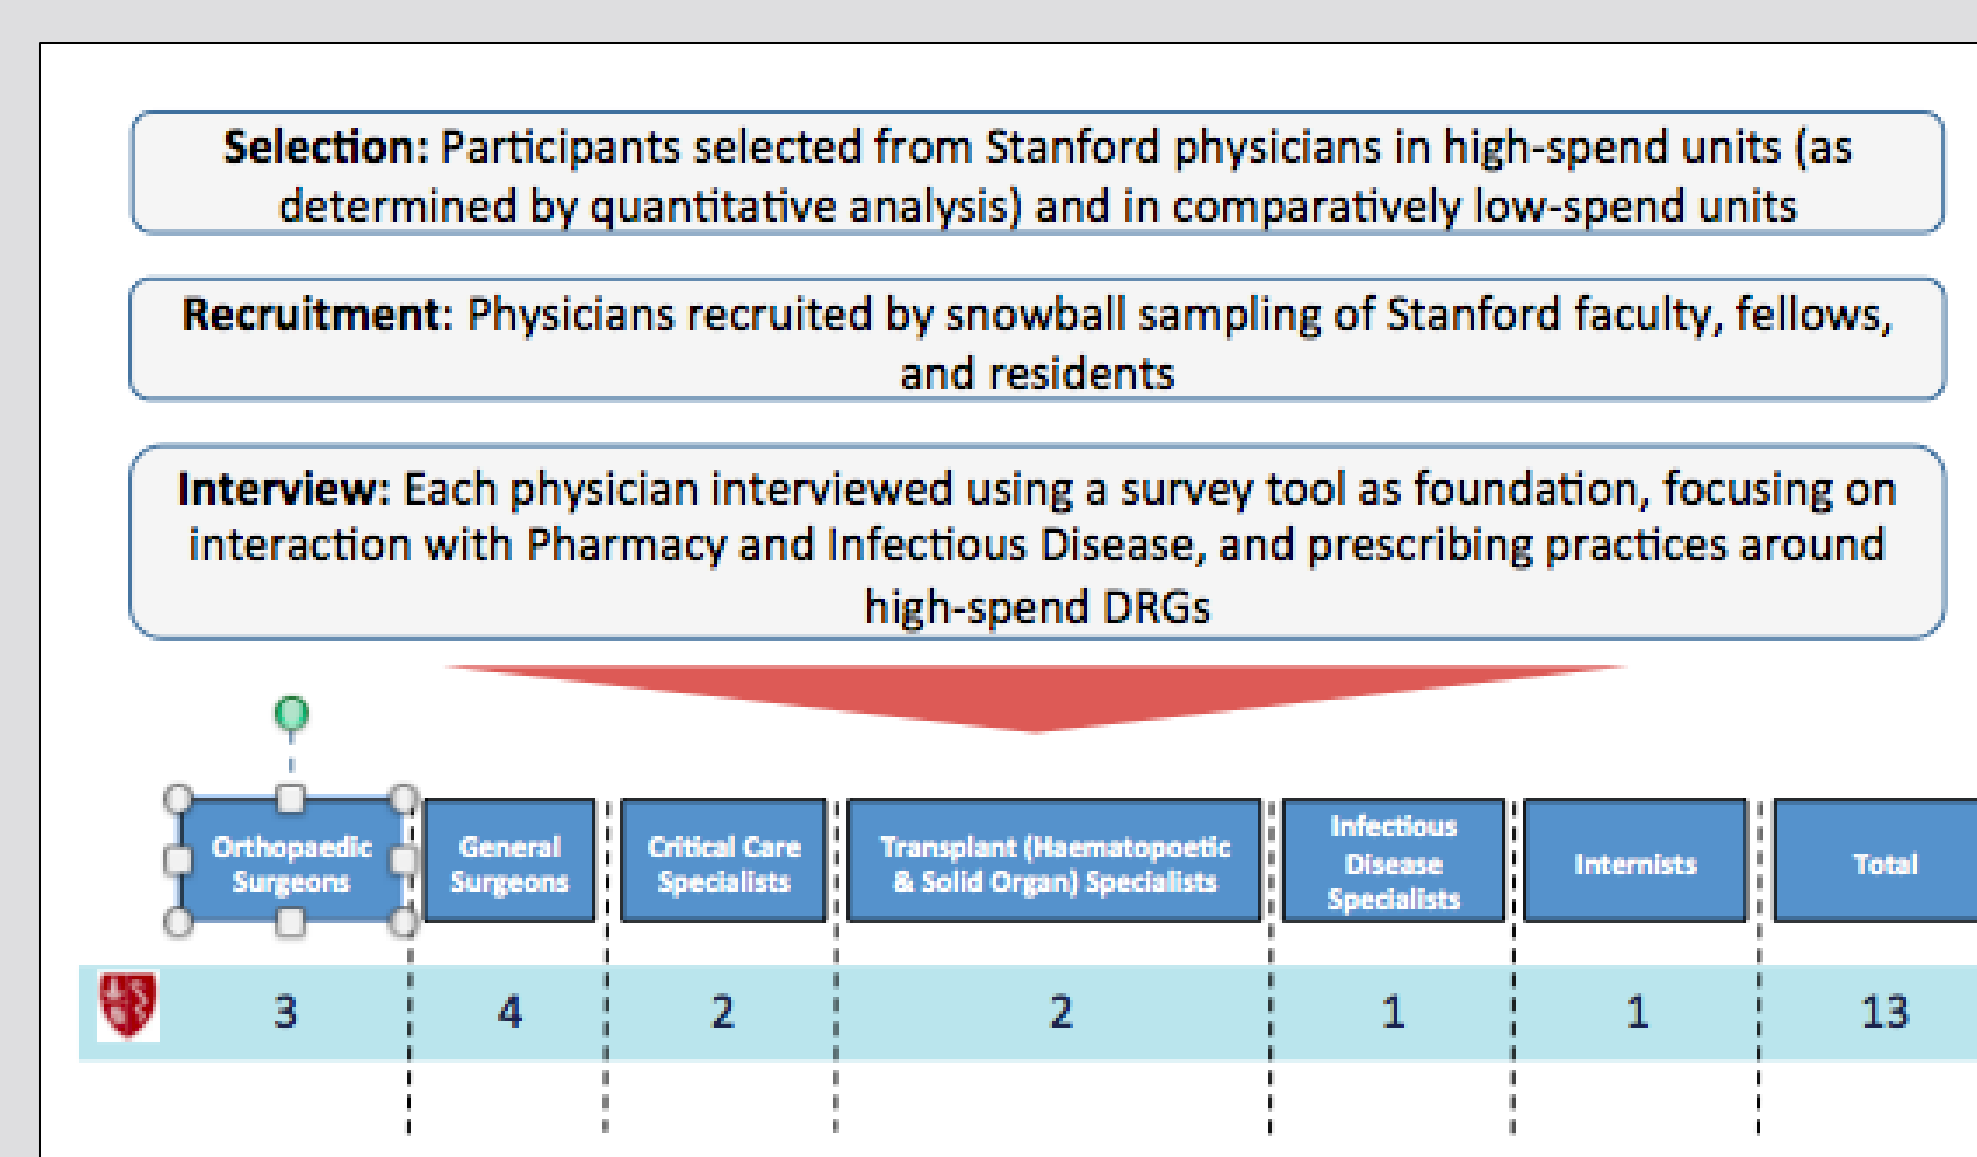 Selection: Participants selected from Stanford physicians in high-spend units (as
determined by quantitative analysis) and in comparatively low-spend units
Recruitment: Physicians recruited by snowball sampling of Stanford faculty, fellows,
and residents
Interview: Each physician interviewed using a survey tool as foundation, focusing on
interaction with Pharmacy and Infectious Disease, and prescribing practices around
high-spend DRGs
Orthopaedic
Surgeons
General
Surgeons
Critical Care
Specialists
Transplant (Haematopoetic
& Solid Organ) Specialists
Infectious
Disease
Specialists
Internists
Total
3
4
2
2
1
1
13